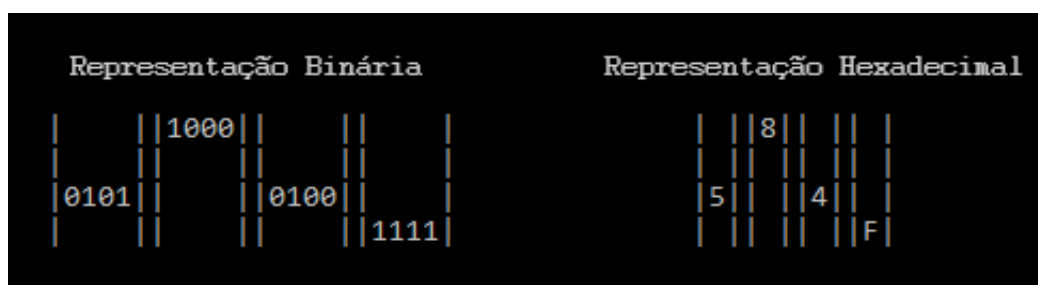 Representação Binária Representação Hexadecimal
|    ||1000||    ||    | | ||8|| || |
|    ||    ||    ||    | | || || || |
|0101||    ||0100||    | |5|| ||4|| |
|    ||    ||    ||1111| | || || ||F|